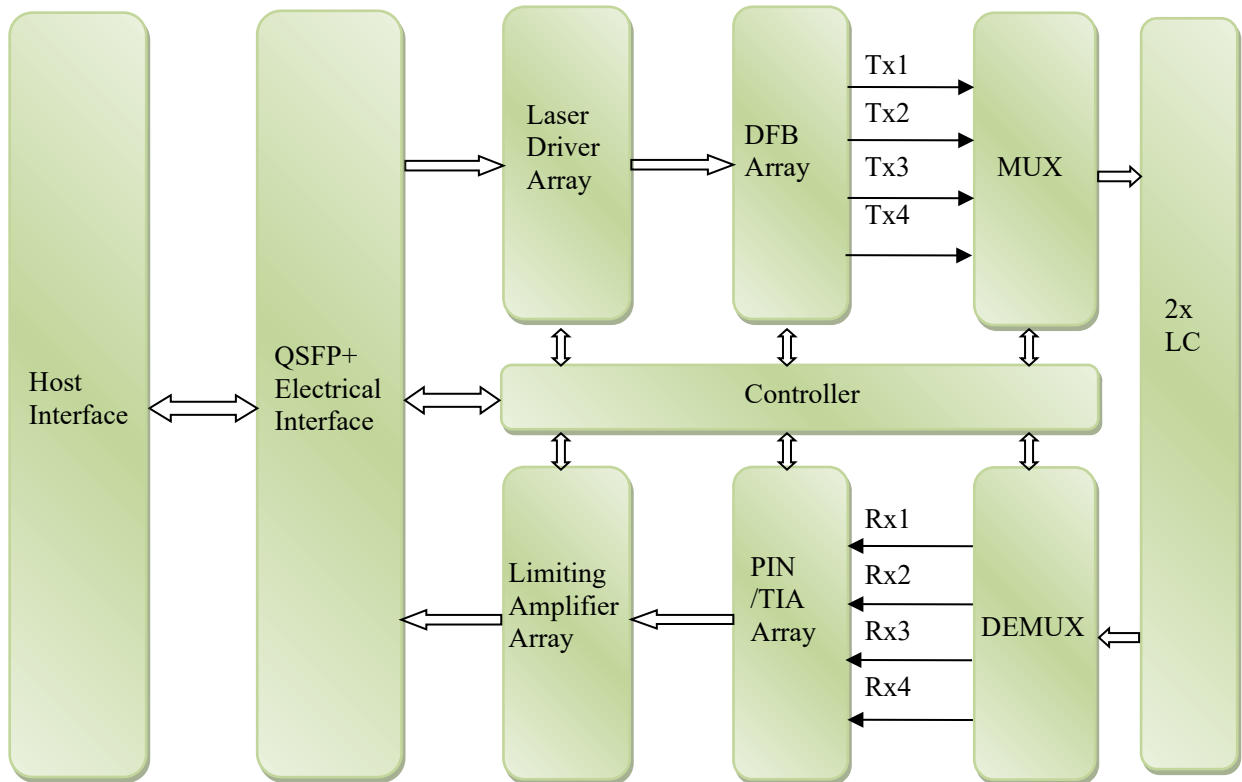 Host
Interface
QSFP+
Electrical
Interface
Laser
Driver
Array
DFB
Array
Tx1
Tx2
Tx3
Tx4
MUX
2x
LC
Controller
Limiting
Amplifier
Array
PIN
/TIA
Array
Rx1
Rx2
Rx3
Rx4
DEMUX